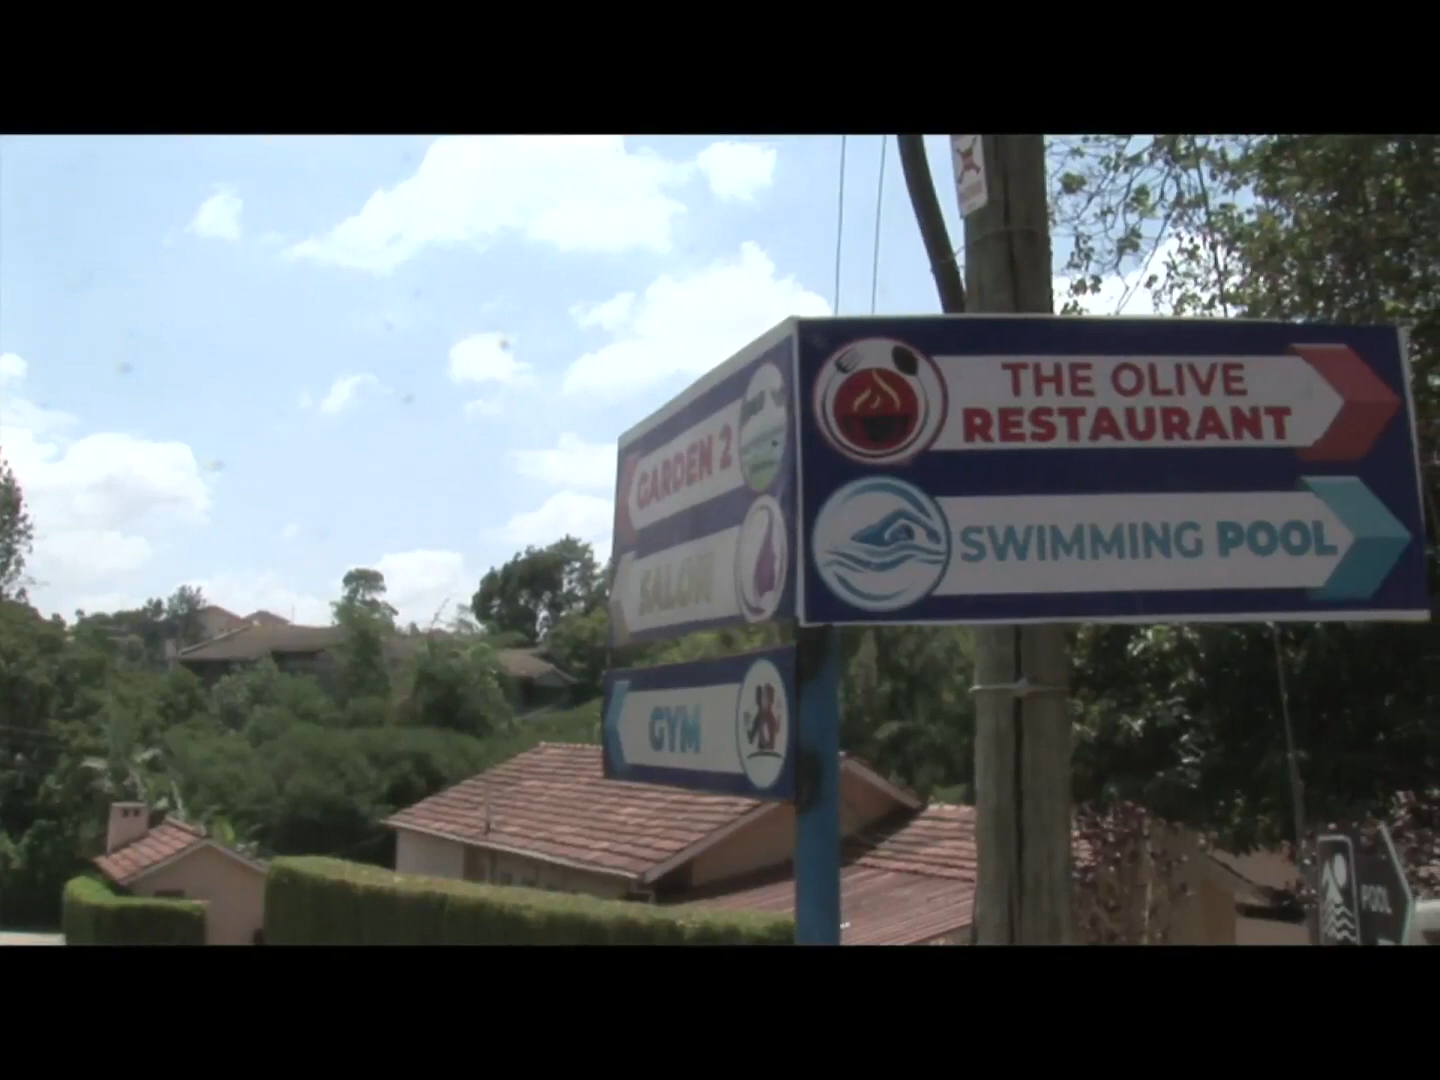 THE OLIVE
RESTAURANT
SWIMMING POOL
GARDEN 2
SALON
GYM
POOL